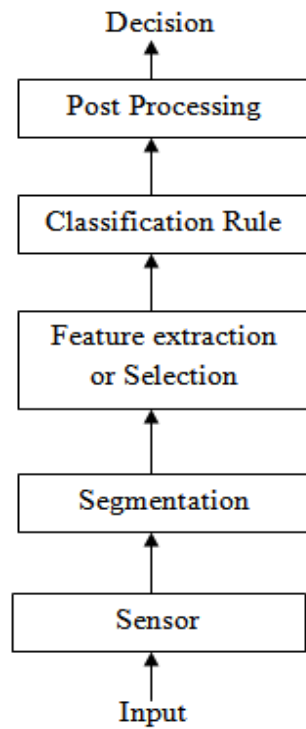 Decision
Post Processing
Classification Rule
Feature extraction
or Selection
Segmentation
Sensor
Input